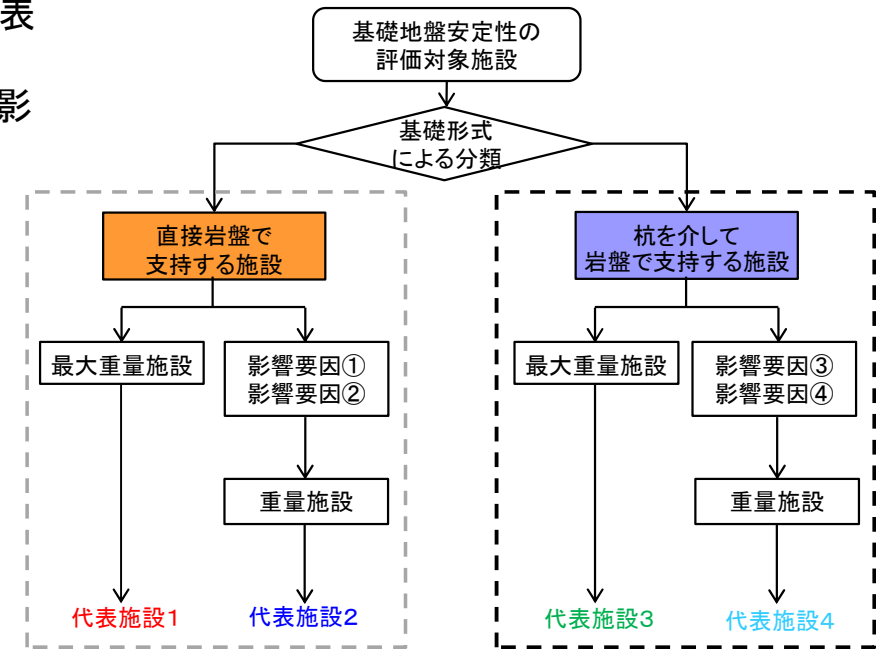 表
影
基礎地盤安定性の
評価対象施設
基礎形式
による分類
直接岩盤で
支持する施設
杭を介して
岩盤で支持する施設
最大重量施設
影響要因①
影響要因②
最大重量施設
影響要因③
影響要因④
重量施設
重量施設
代表施設1
代表施設2
代表施設3
代表施設4